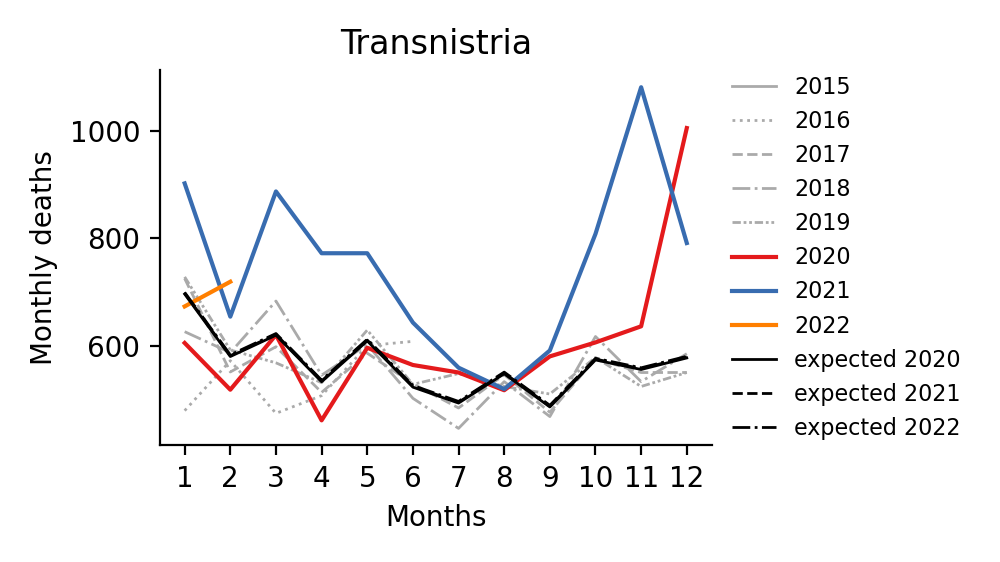 Transnistria
Monthly deaths
1000
800
600
1 2 3 4 5 6 7 8 9 10 11 12
Months
2015
2016
2017
2018
2019
2020
2021
2022
expected 2020
expected 2021
expected 2022